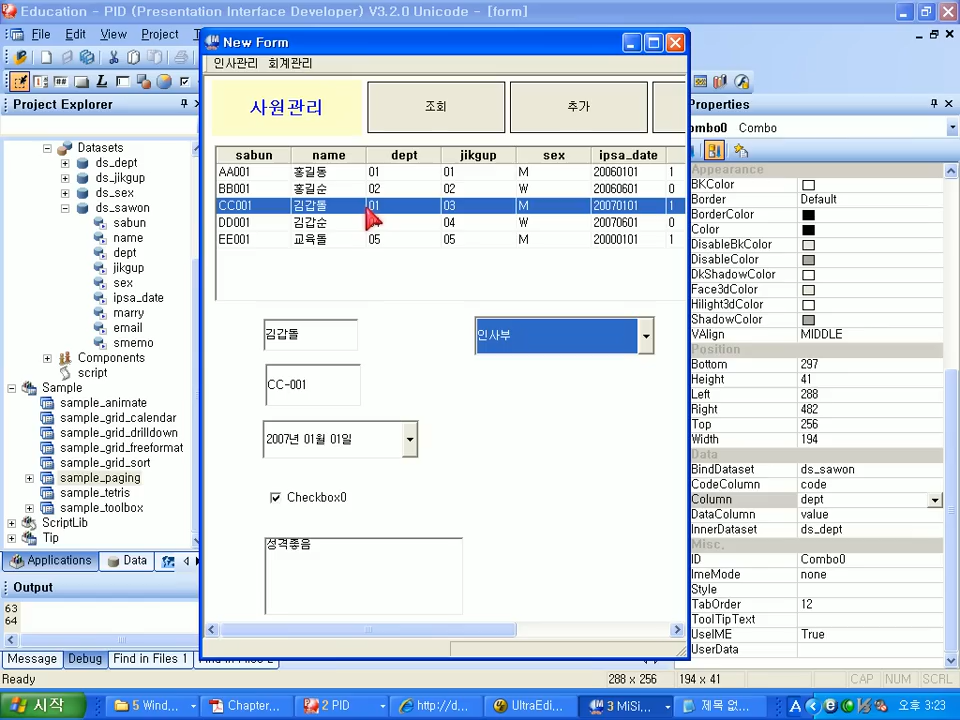 Education - PID (Presentation Interface Developer) V3.2.0 Unicode - [form]
File Edit View Project
New Form
인사관리 회계관리
사원관리 조회 추가
Project Explorer
Datasets
ds_dept
ds_jikgup
ds_sex
ds_sawon
sabun
name
dept
jikgup
sex
ipsa_date
marry
email
smemo
Components
script
Sample
sample_animate
sample_grid_calendar
sample_grid_drilldown
sample_grid_freeformat
sample_grid_sort
sample_paging
sample_tetris
sample_toolbox
ScriptLib
Tip
Applications Data
Output
63
64
Message Debug Find in Files 1
Ready
sabun name dept jikgup sex ipsa_date
AA001 홍길동 01 01 M 20060101 1
BB001 홍길순 02 02 W 20060601 0
CC001 김갑돌 01 03 M 20070101 1
DD001 김갑순 04 W 20070601 0
EE001 교육돌 05 05 M 20000101 1
김갑돌 인사부
CC-001
2007년 01월 01일
Checkbox0
성격좋음
Properties
Combo0 Combo
Appearance
BKColor
Border Default
BorderColor
Color
DisableBkColor
DisableColor
DkShadowColor
Face3dColor
Hilight3dColor
ShadowColor
VAlign MIDDLE
Position
Bottom 297
Height 41
Left 288
Right 482
Top 256
Width 194
Data
BindDataset ds_sawon
CodeColumn code
Column dept
DataColumn value
InnerDataset ds_dept
Misc.
ID Combo0
ImeMode none
Style
TabOrder 12
ToolTipText
UseIME True
UserData
288 x 256 194 x 41 CAP NUM SCRL
시작 5 Wind... Chapter... 2 PID http://d... UltraEdi... 3 MiSi... 제목 없... A 오후 3:23